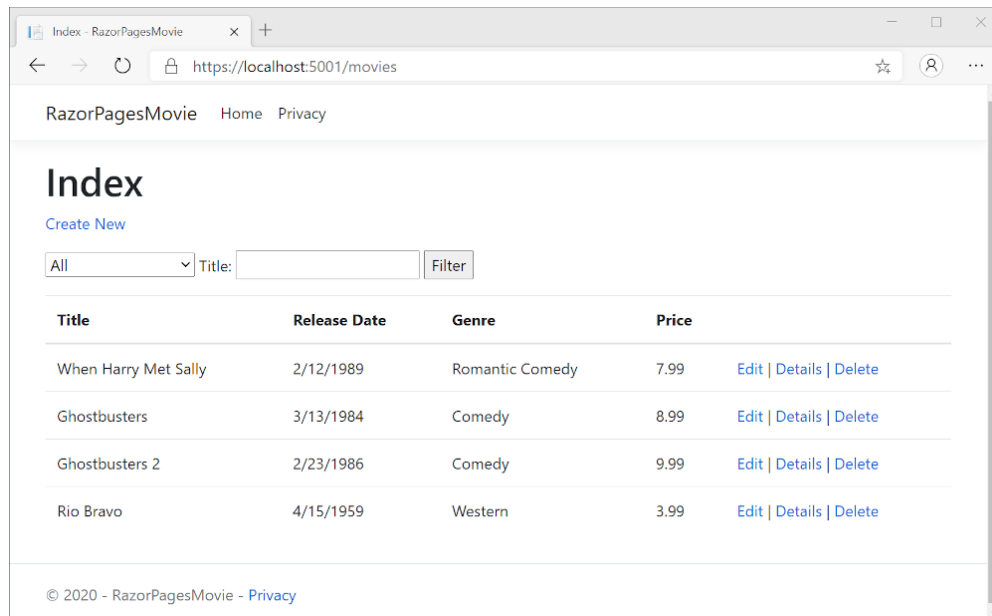 Index - RazorPagesMovie
https://localhost:5001/movies
RazorPagesMovie Home Privacy
Index
Create New
All Title: Filter
Title Release Date Genre Price
When Harry Met Sally 2/12/1989 Romantic Comedy 7.99 Edit | Details | Delete
Ghostbusters 3/13/1984 Comedy 8.99 Edit | Details | Delete
Ghostbusters 2 2/23/1986 Comedy 9.99 Edit | Details | Delete
Rio Bravo 4/15/1959 Western 3.99 Edit | Details | Delete
© 2020 - RazorPagesMovie - Privacy